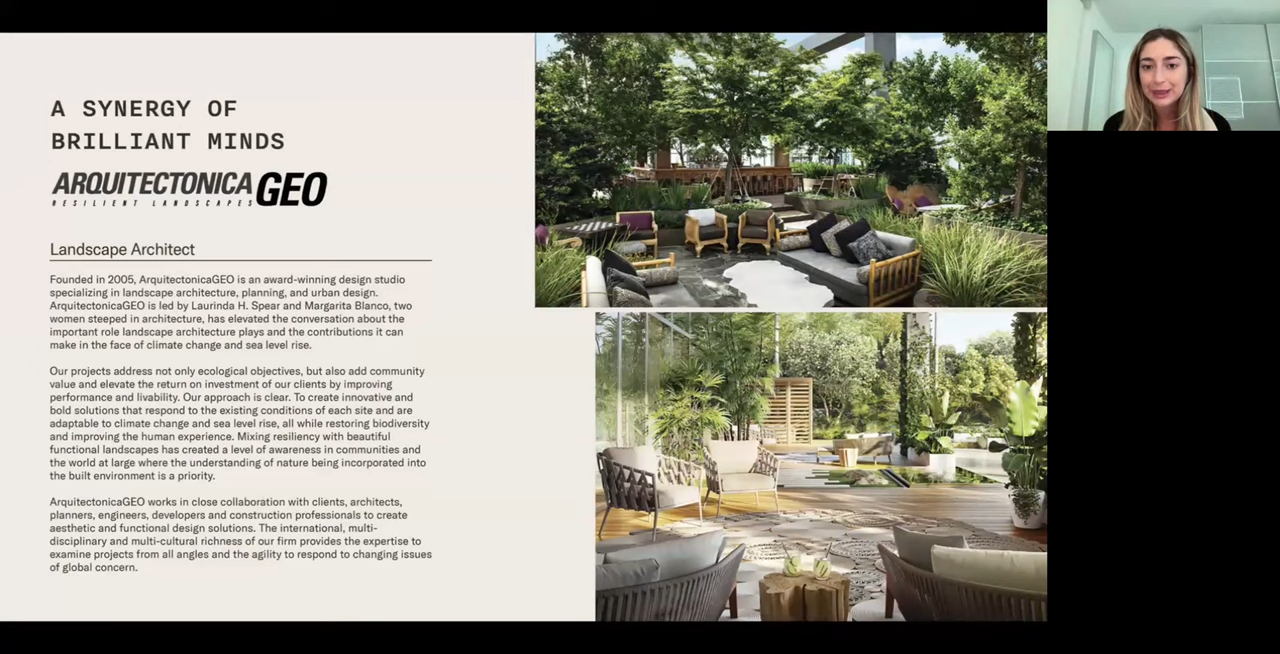 A SYNERGY OF
BRILLIANT MINDS
ARQUITECTONICA GEO
RESILIENT LANDSCAPES
Landscape Architect
Founded in 2005, ArquitectonicaGEO is an award-winning design studio
specializing in landscape architecture, planning, and urban design.
ArquitectonicaGEO is led by Laurinda H. Spear and Margarita Blanco, two
women steeped in architecture, has elevated the conversation about the
important role landscape architecture plays and the contributions it can
make in the face of climate change and sea level rise.
Our projects address not only ecological objectives, but also add community
value and elevate the return on investment of our clients by improving
performance and livability. Our approach is clear. To create innovative and
bold solutions that respond to the existing conditions of each site and are
adaptable to climate change and sea level rise, all while restoring biodiversity
and improving the human experience. Mixing resiliency with beautiful
functional landscapes has created a level of awareness in communities and
the world at large where the understanding of nature being incorporated into
the built environment is a priority.
ArquitectonicaGEO works in close collaboration with clients, architects,
planners, engineers, developers and construction professionals to create
aesthetic and functional design solutions. The international, multi-
disciplinary and multi-cultural richness of our firm provides the expertise to
examine projects from all angles and the agility to respond to changing issues
of global concern.